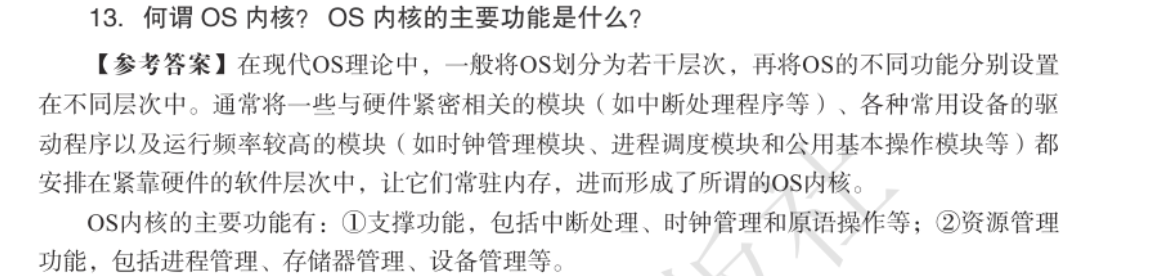 13. 何谓 OS 内核？ OS 内核的主要功能是什么？
【参考答案】在现代OS理论中，一般将OS划分为若干层次，再将OS的不同功能分别设置
在不同层次中。通常将一些与硬件紧密相关的模块（如中断处理程序等）、各种常用设备的驱
动程序以及运行频率较高的模块（如时钟管理模块、进程调度模块和公用基本操作模块等）都
安排在紧靠硬件的软件层次中，让它们常驻内存，进而形成了所谓的OS内核。
OS内核的主要功能有：①支撑功能，包括中断处理、时钟管理和原语操作等；②资源管理
功能，包括进程管理、存储器管理、设备管理等。